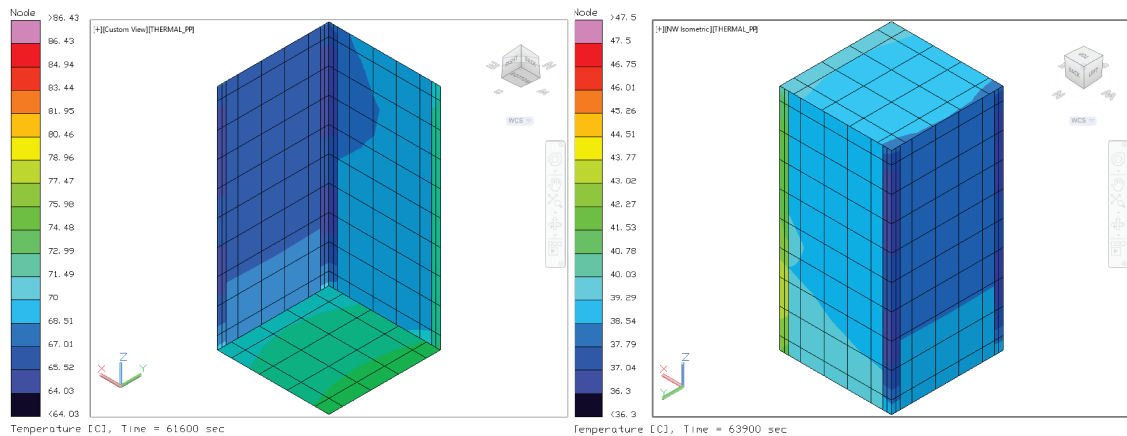 Node
>86.43
86.43
84.94
83.44
81.95
80.46
78.96
77.47
75.98
74.48
72.99
71.49
70
68.51
67.01
65.52
64.03
<64.03
[+][Custom View][THERMAL_PP]
WCS
Z
X
Y
Temperature [C], Time = 61600 sec
Node
>47.5
47.5
46.75
46.01
45.26
44.51
43.77
43.02
42.27
41.53
40.78
40.03
39.29
38.54
37.79
37.04
36.3
<36.3
[+][NW Isometric][THERMAL_PP]
BACK
LEFT
WCS
Z
X
Y
Temperature [C], Time = 63900 sec